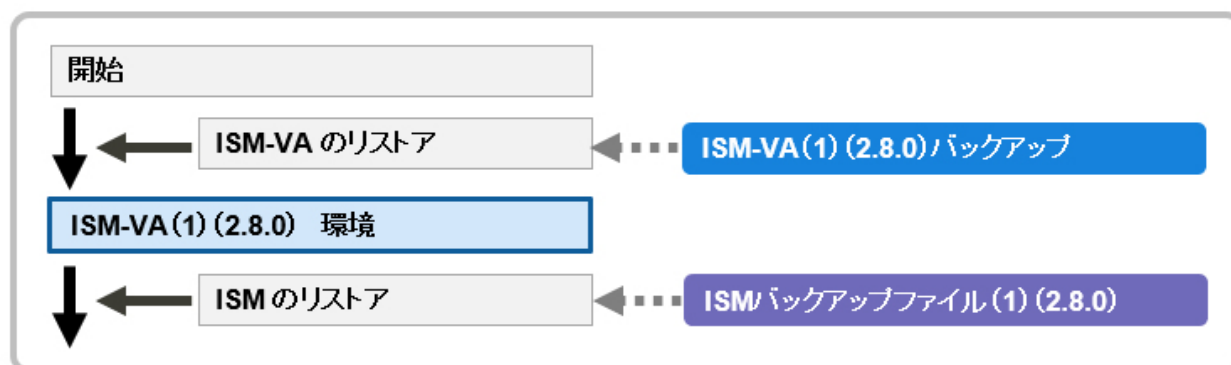 開始
ISM-VA のリストア
ISM-VA(1)(2.8.0)バックアップ
ISM-VA(1)(2.8.0) 環境
ISM のリストア
ISMバックアップファイル(1)(2.8.0)